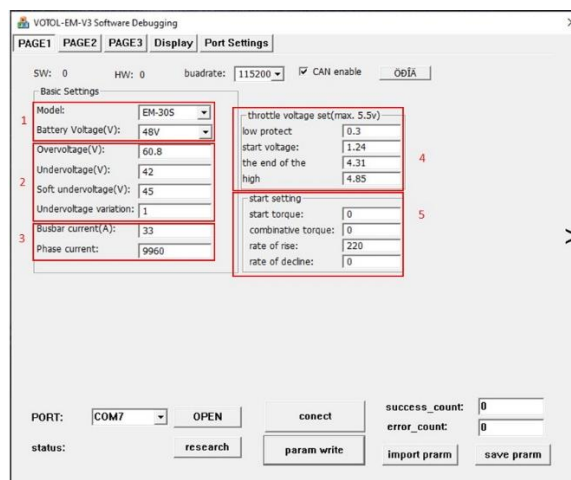 VOTOL-EM-V3 Software Debugging
PAGE1 PAGE2 PAGE3 Display Port Settings
SW: 0 HW: 0 buadrate: 115200 CAN enable ÖÐÎÄ
Basic Settings
1
Model: EM-30S
Battery Voltage(V): 48V
2
Overvoltage(V): 60.8
Undervoltage(V): 42
Soft undervoltage(V): 45
Undervoltage variation: 1
3
Busbar current(A): 33
Phase current: 9960
throttle voltage set(max. 5.5v)
low protect 0.3
start voltage: 1.24
the end of the 4.31
high 4.85
4
start setting
start torque: 0
combinative torque: 0
rate of rise: 220
rate of decline: 0
5
PORT: COM7 OPEN conect success_count: 0
error_count: 0
status: research param write import prarm save prarm